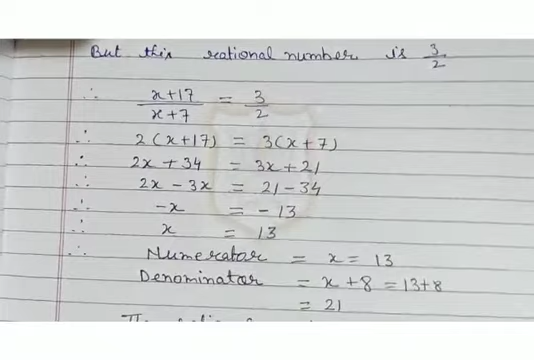 But this rational number is 3/2
∴ (x+17)/(x+7) = 3/2
∴ 2(x+17) = 3(x+7)
∴ 2x + 34 = 3x + 21
∴ 2x - 3x = 21 - 34
∴ -x = -13
∴ x = 13
∴ Numerator = x = 13
Denominator = x + 8 = 13+8
= 21